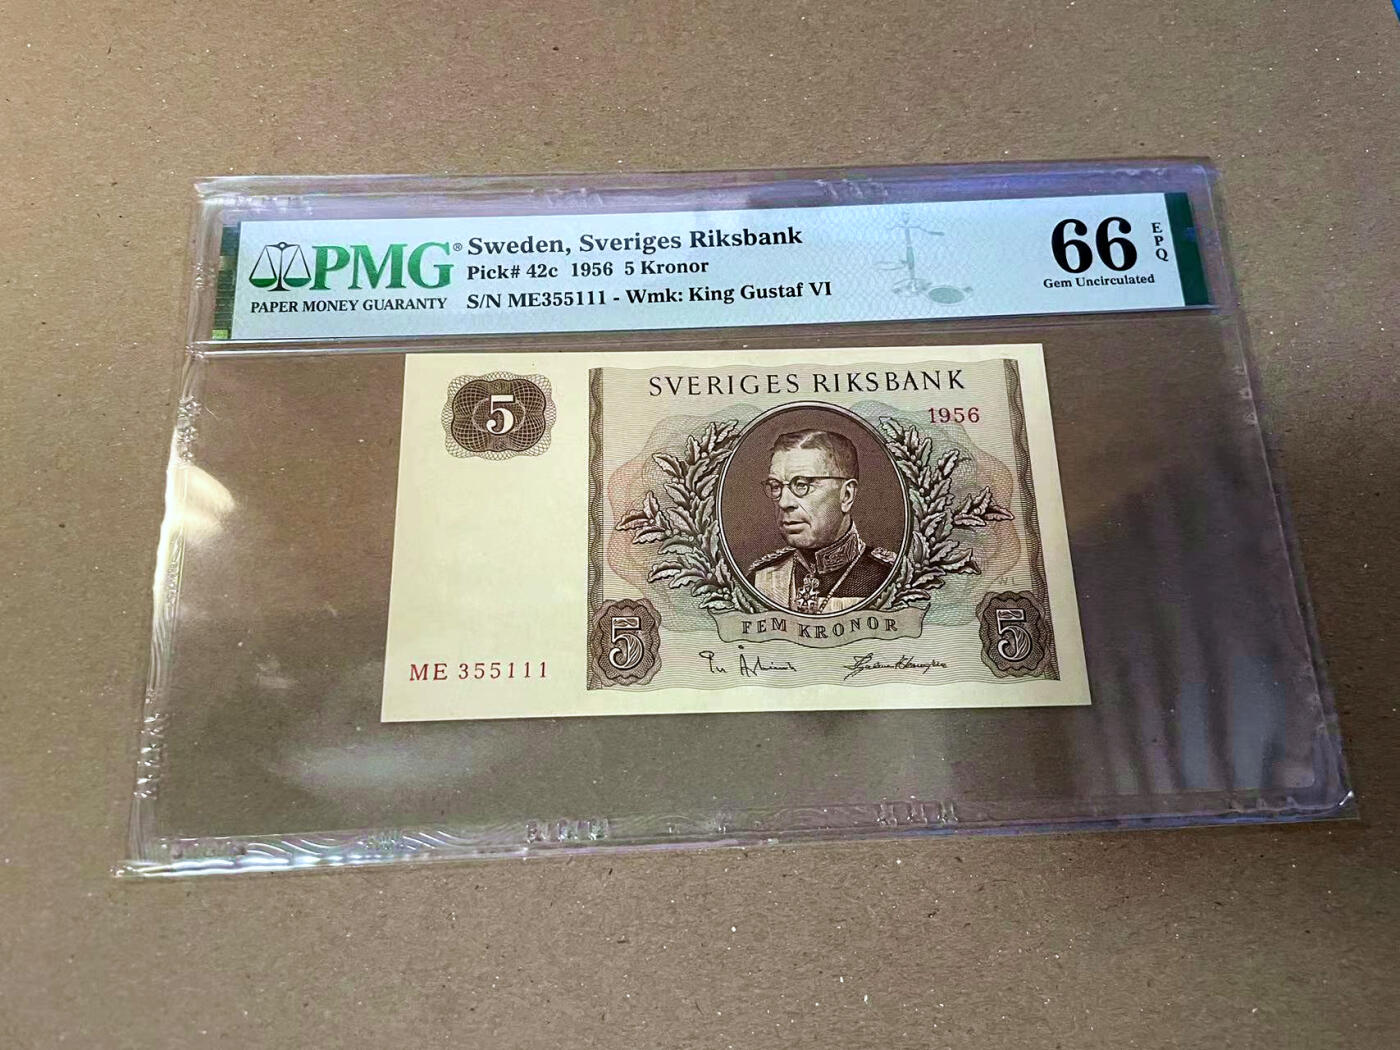 PMG®
PAPER MONEY GUARANTY
Sweden, Sveriges Riksbank
Pick# 42c 1956 5 Kronor
S/N ME355111 - Wmk: King Gustaf VI
66
EPQ
Gem Uncirculated
5
SVERIGES RIKSBANK
1956
WL
FEM KRONOR
5
5
ME 355111